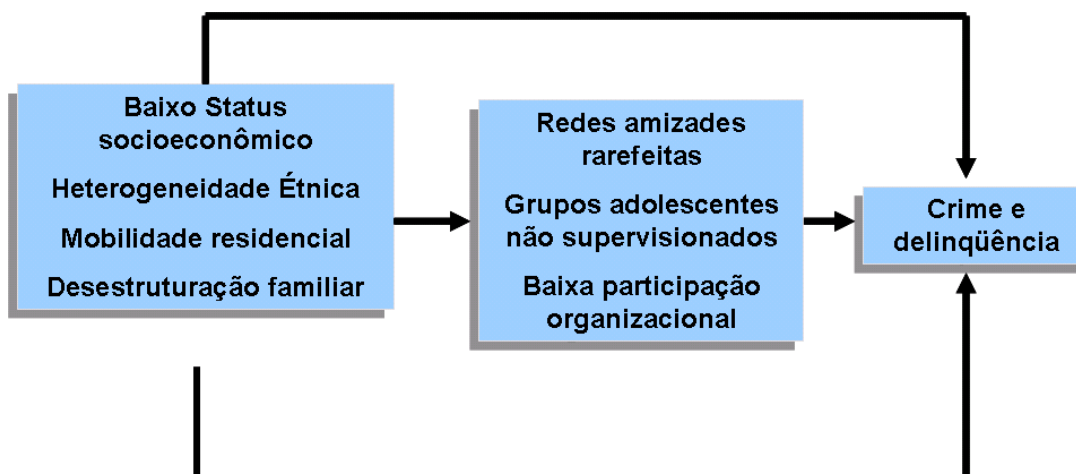 Baixo Status
socioeconômico
Heterogeneidade Étnica
Mobilidade residencial
Desestruturação familiar
Redes amizades
rarefeitas
Grupos adolescentes
não supervisionados
Baixa participação
organizacional
Crime e
delinqüência